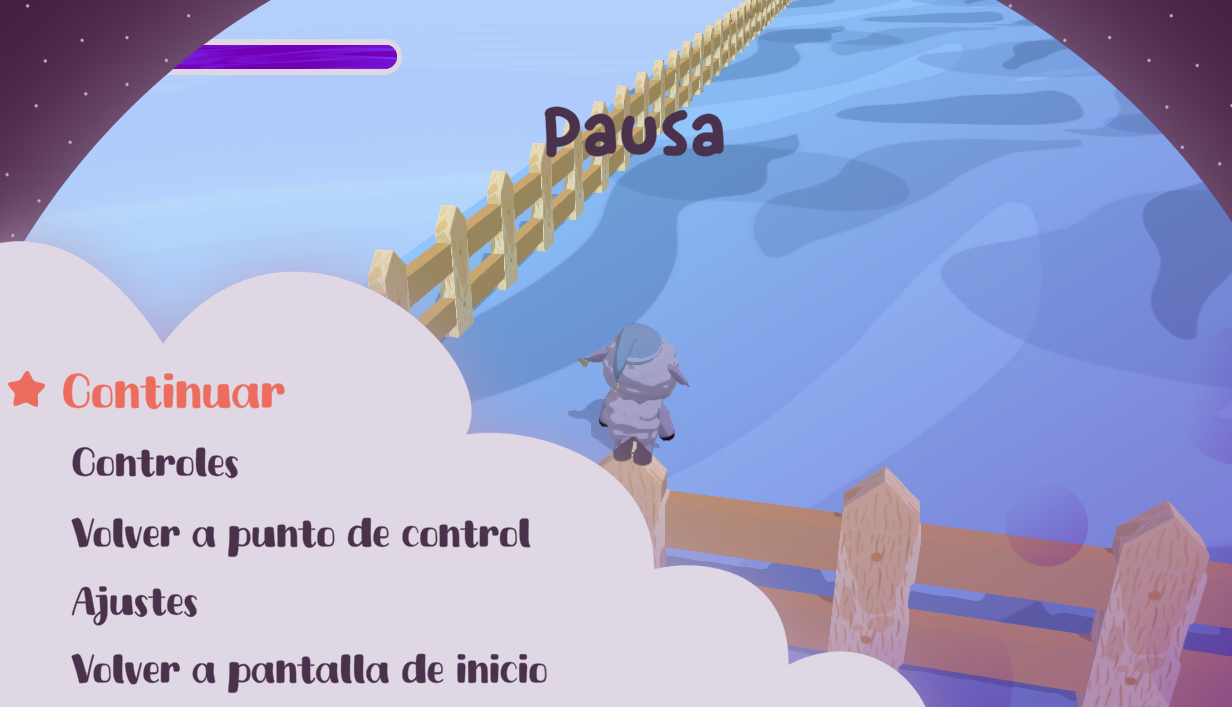 Pausa
Continuar
Controles
Volver a punto de control
Ajustes
Volver a pantalla de inicio